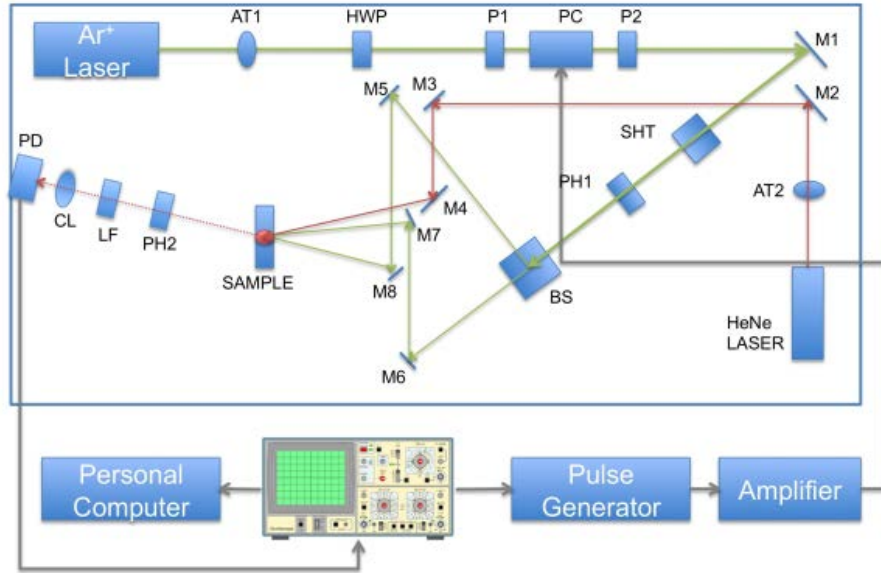 Ar⁺
Laser
AT1
HWP
P1
PC
P2
M1
M5
M3
M2
SHT
PD
PH1
AT2
M4
CL
LF
PH2
M7
SAMPLE
M8
BS
HeNe
LASER
M6
Personal
Computer
Pulse
Generator
Amplifier